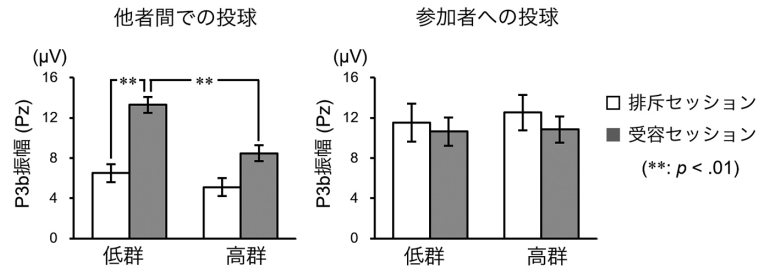 他者間での投球
参加者への投球
(μV)
(μV)
P3b振幅 (Pz)
16
12
8
4
0
**
**
低群
高群
P3b振幅 (Pz)
16
12
8
4
0
低群
高群
排斥セッション
受容セッション
(**: p < .01)